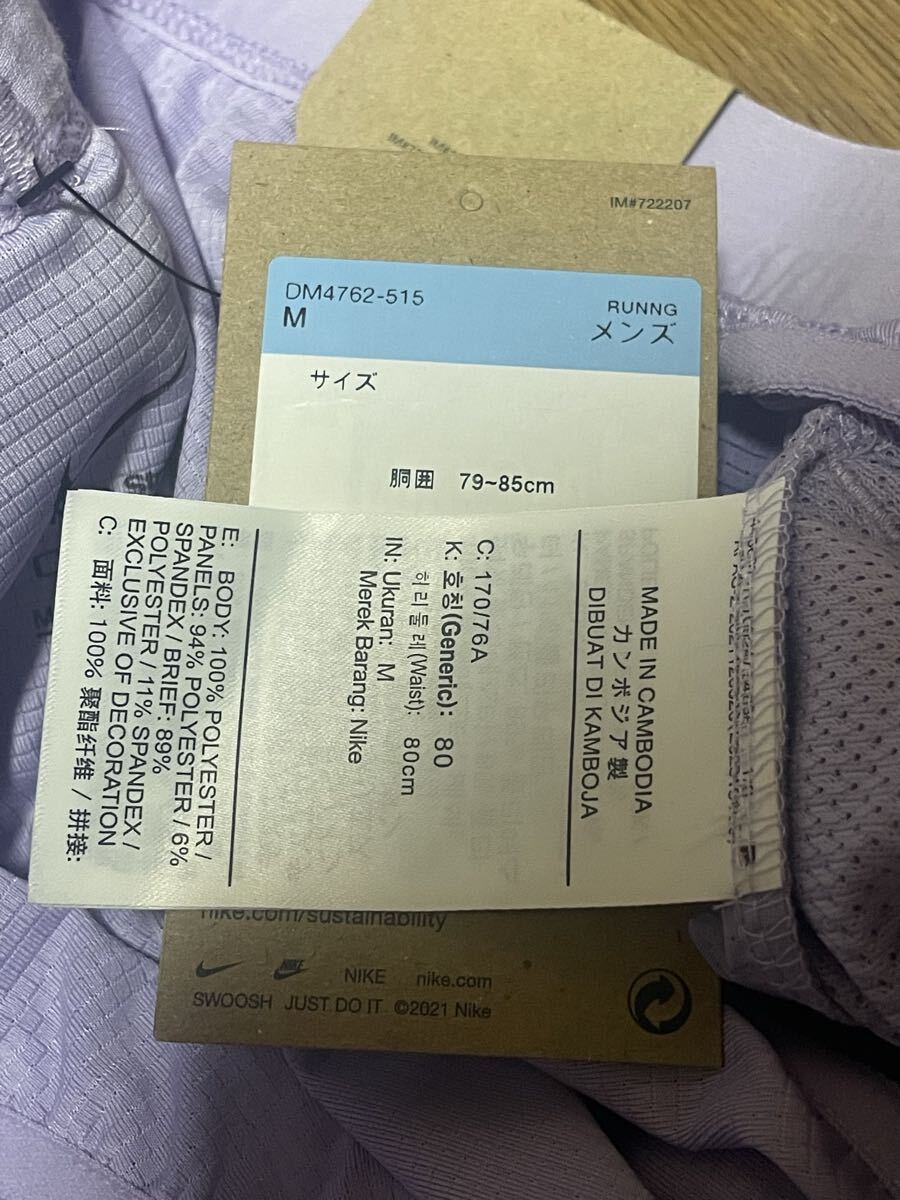 IM#722207
DM4762-515
M
RUNNG
メンズ
サイズ
胴囲 79~85cm
MADE IN CAMBODIA
カンボジア製
DIBUAT DI KAMBOJA
C: 170/76A
K: 호칭(Generic): 80
허리둘레(Waist): 80cm
IN: Ukuran: M
Merek Barang: Nike
E: BODY: 100% POLYESTER /
PANELS: 94% POLYESTER / 6%
SPANDEX / BRIEF: 89%
POLYESTER / 11% SPANDEX /
EXCLUSIVE OF DECORATION
C: 面料: 100% 聚酯纤维 / 拼接:
nike.com/sustainability
NIKE NIKE nike.com
SWOOSH JUST DO IT ©2021 Nike